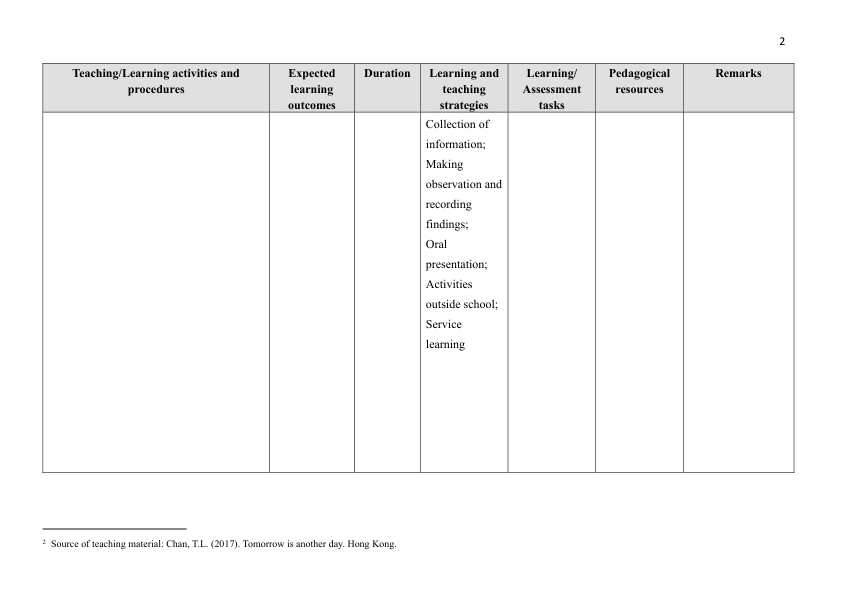 2
Teaching/Learning activities and
procedures
Expected
learning
outcomes
Duration
Learning and
teaching
strategies
Learning/
Assessment
tasks
Pedagogical
resources
Remarks
Collection of
information;
Making
observation and
recording
findings;
Oral
presentation;
Activities
outside school;
Service
learning
2 Source of teaching material: Chan, T.L. (2017). Tomorrow is another day. Hong Kong.